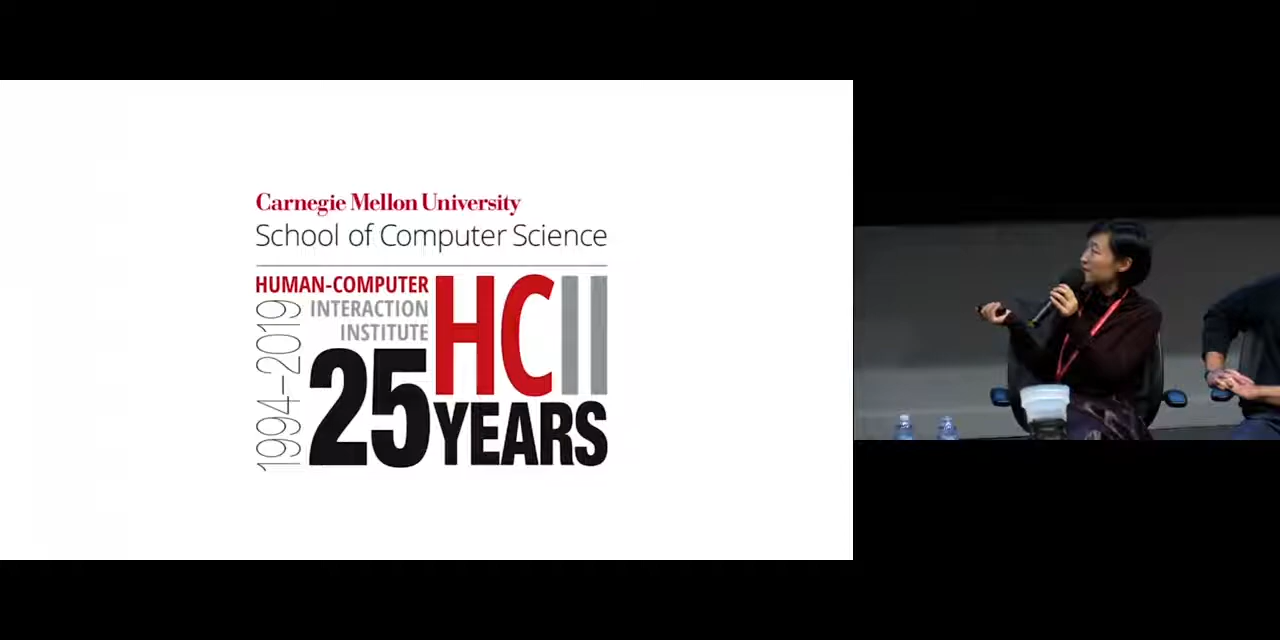 Carnegie Mellon University
School of Computer Science
HUMAN-COMPUTER
INTERACTION
INSTITUTE
HCII
1994–2019
25 YEARS